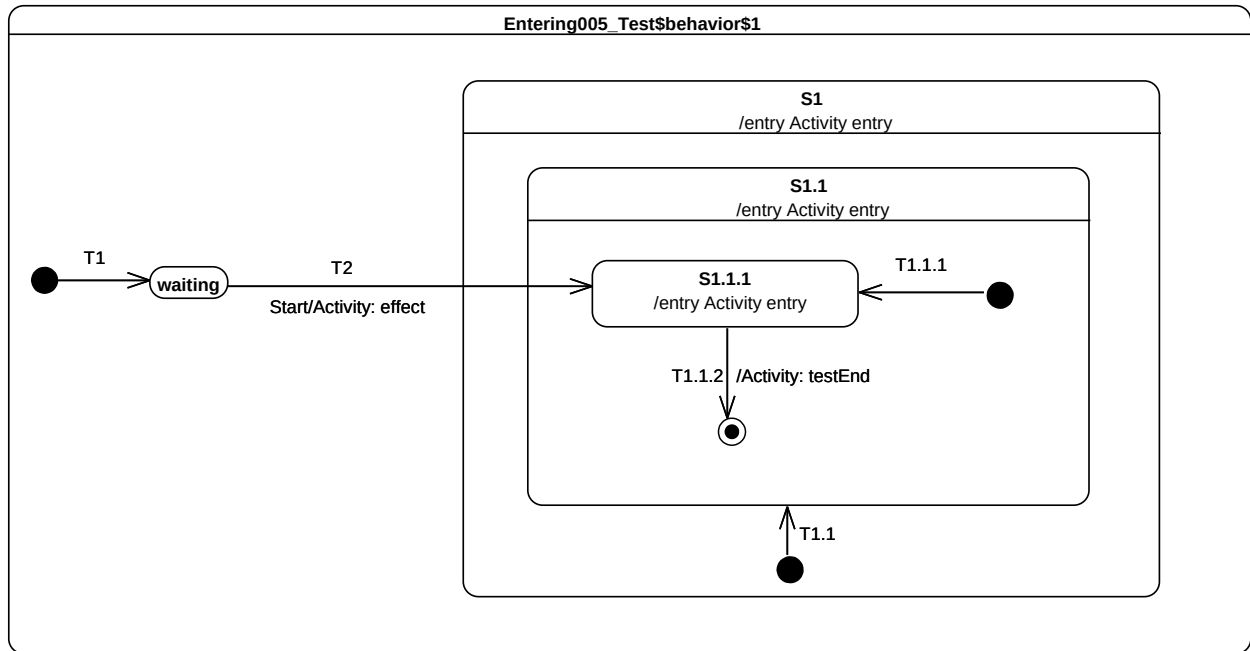 Entering005_Test$behavior$1
S1
/entry Activity entry
S1.1
/entry Activity entry
T1
T2
waiting
Start/Activity: effect
S1.1.1
/entry Activity entry
T1.1.1
T1.1.2 /Activity: testEnd
T1.1